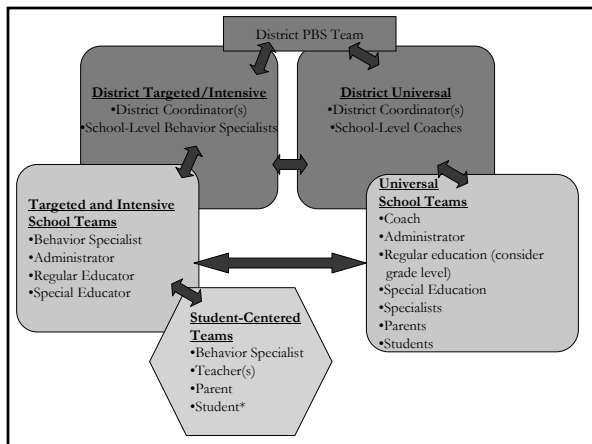 District PBS Team
District Targeted/Intensive
•District Coordinator(s)
•School-Level Behavior Specialists
District Universal
•District Coordinator(s)
•School-Level Coaches
Targeted and Intensive
School Teams
•Behavior Specialist
•Administrator
•Regular Educator
•Special Educator
Universal
School Teams
•Coach
•Administrator
•Regular education (consider
grade level)
•Special Education
•Specialists
•Parents
•Students
Student-Centered
Teams
•Behavior Specialist
•Teacher(s)
•Parent
•Student*